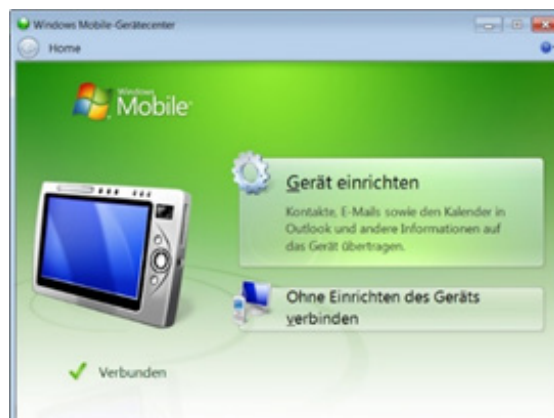 Windows Mobile-Gerätecenter
Home
Windows
Mobile
Gerät einrichten
Kontakte, E-Mails sowie den Kalender in
Outlook und andere Informationen auf
das Gerät übertragen.
Ohne Einrichten des Geräts
verbinden
Verbunden